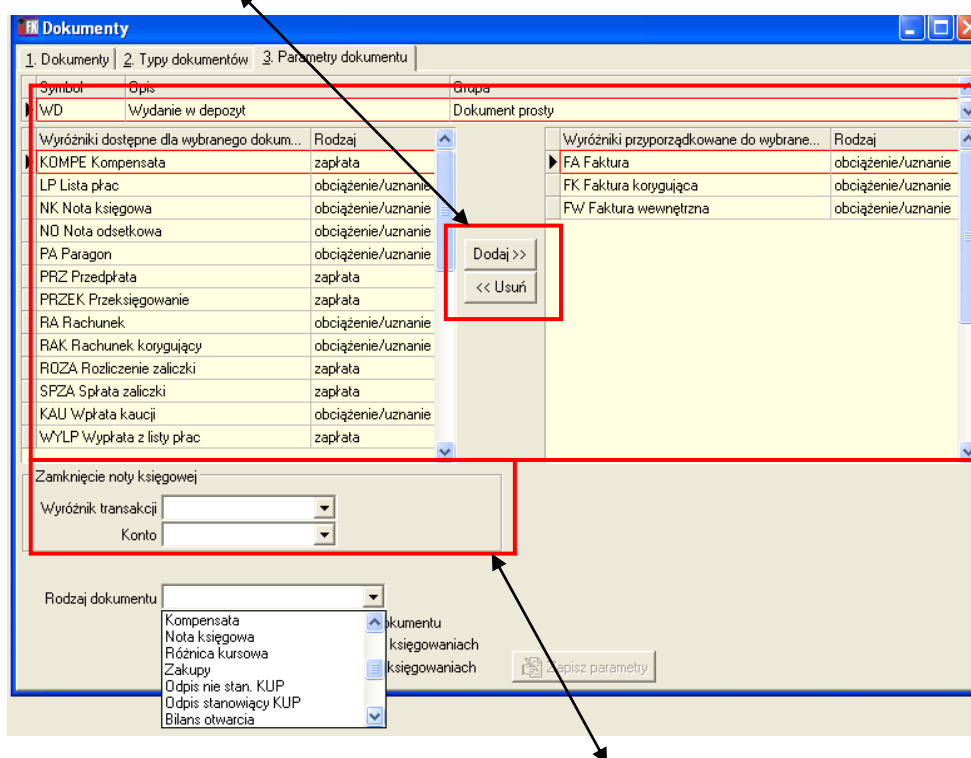 FK Dokumenty
1. Dokumenty 2. Typy dokumentów 3. Parametry dokumentu
Symbol Opis Grupa
WD Wydanie w depozyt Dokument prosty
Wyróżniki dostępne dla wybranego dokum... Rodzaj Wyróżniki przyporządkowane do wybrane... Rodzaj
KOMPE Kompensata zapłata FA Faktura obciążenie/uznanie
LP Lista płac obciążenie/uznanie FK Faktura korygująca obciążenie/uznanie
NK Nota księgowa obciążenie/uznanie FW Faktura wewnętrzna obciążenie/uznanie
NO Nota odsetkowa obciążenie/uznanie
PA Paragon obciążenie/uznanie Dodaj >>
PRZ Przedpłata zapłata << Usuń
PRZEK Przeksięgowanie zapłata
RA Rachunek obciążenie/uznanie
RAK Rachunek korygujący obciążenie/uznanie
ROZA Rozliczenie zaliczki zapłata
SPZA Spłata zaliczki zapłata
KAU Wpłata kaucji obciążenie/uznanie
WYLP Wypłata z listy płac zapłata
Zamknięcie noty księgowej
Wyróżnik transakcji
Konto
Rodzaj dokumentu
Kompensata
Nota księgowa
Różnica kursowa
Zakupy
Odpis nie stan. KUP
Odpis stanowiący KUP
Bilans otwarcia
okumentu
księgowaniach
księgowaniach
Zapisz parametry